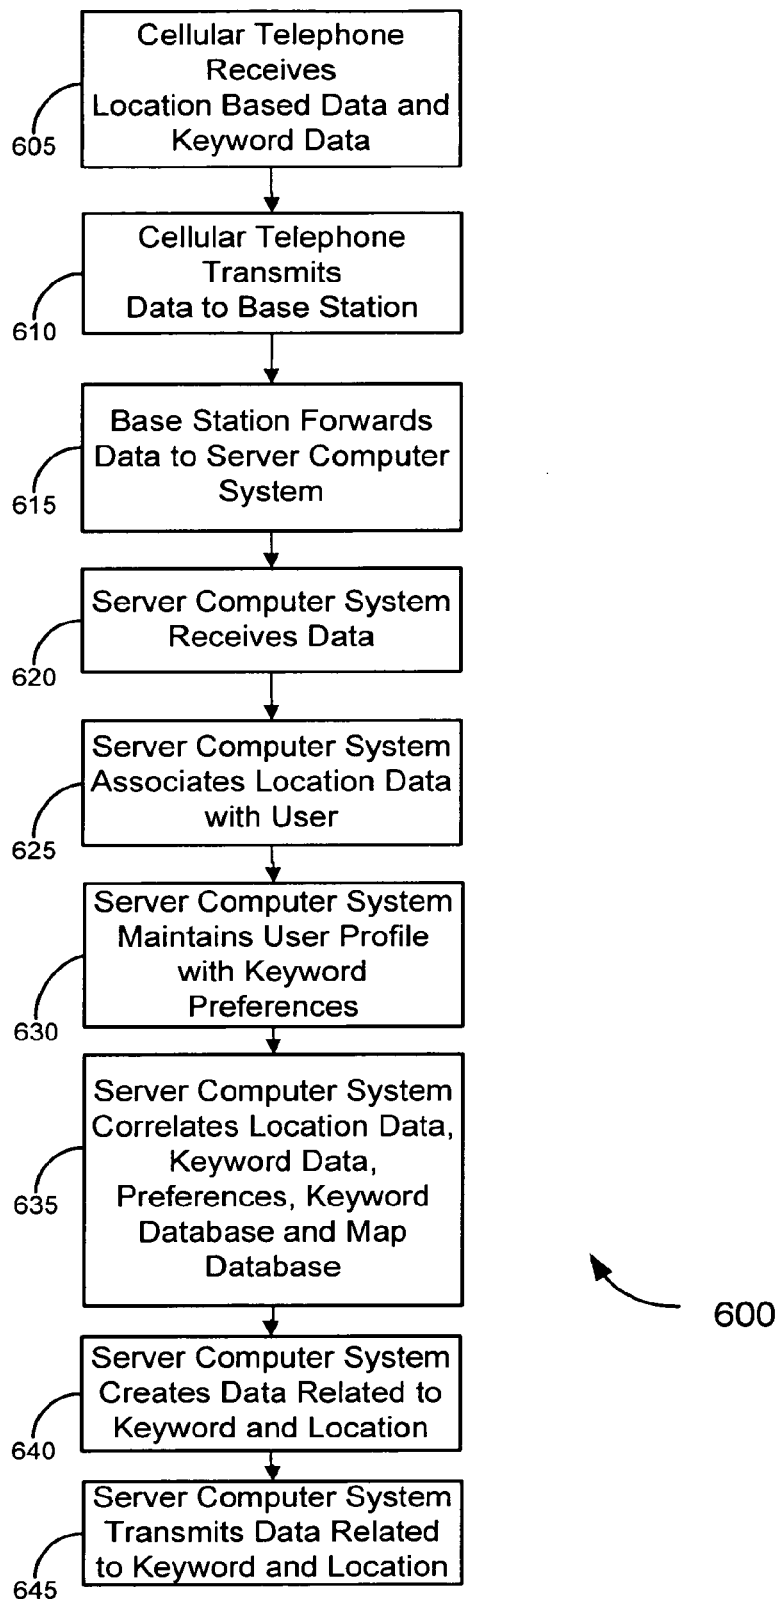 Cellular Telephone
Receives
Location Based Data and
Keyword Data
605
Cellular Telephone
Transmits
Data to Base Station
610
Base Station Forwards
Data to Server Computer
System
615
Server Computer System
Receives Data
620
Server Computer System
Associates Location Data
with User
625
Server Computer System
Maintains User Profile
with Keyword
Preferences
630
Server Computer System
Correlates Location Data,
Keyword Data,
Preferences, Keyword
Database and Map
Database
635
600
Server Computer System
Creates Data Related to
Keyword and Location
640
Server Computer System
Transmits Data Related
to Keyword and Location
645